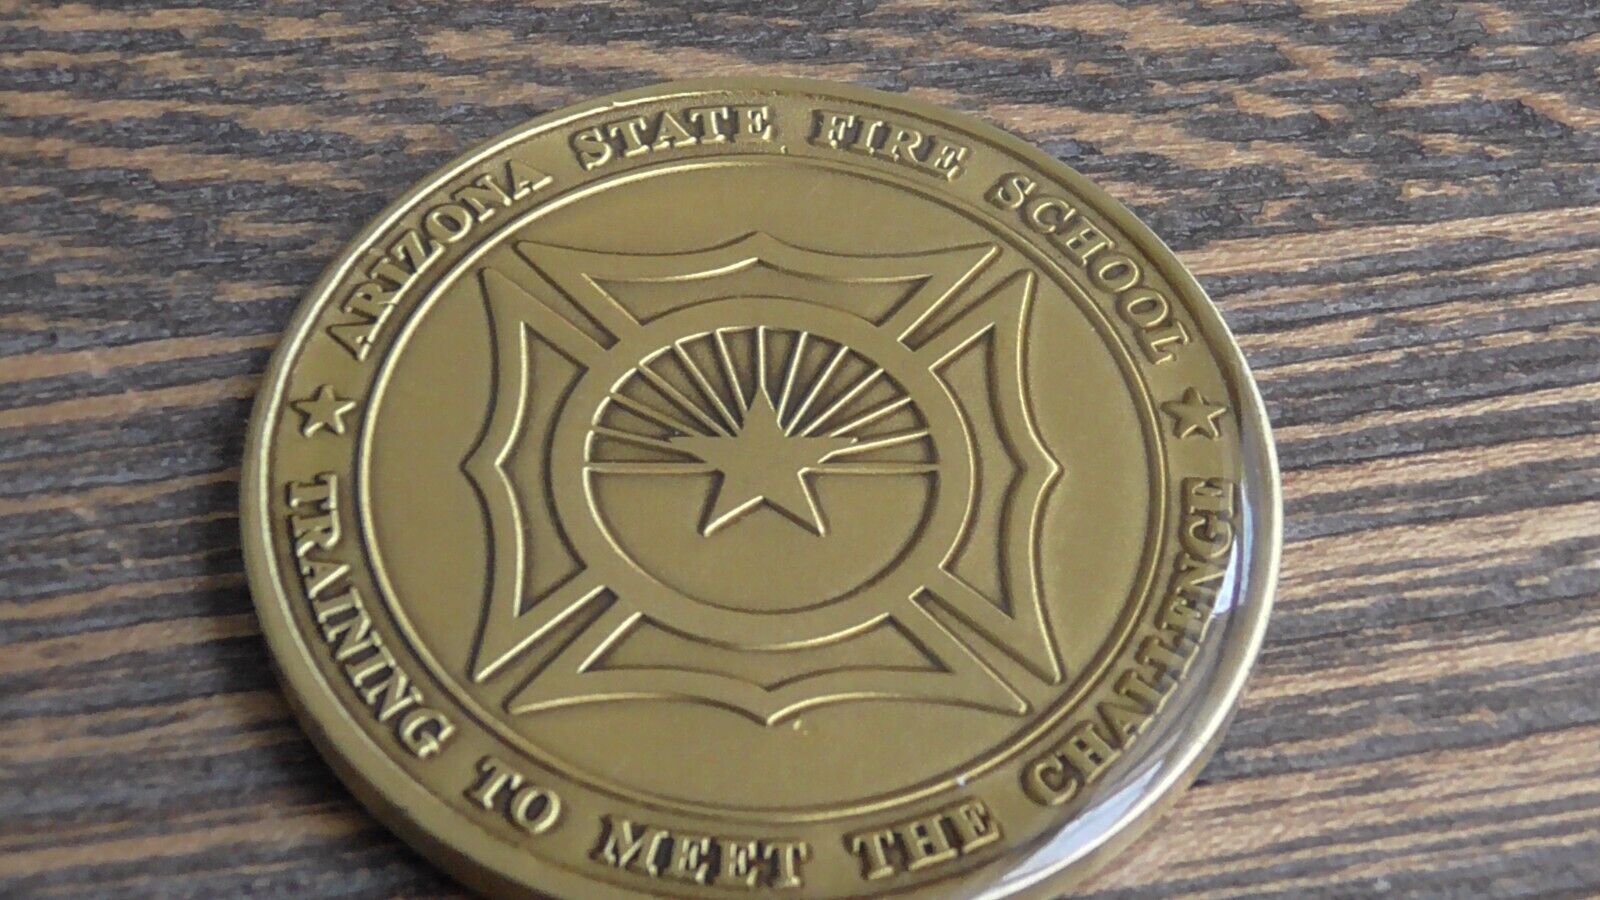 ARIZONA STATE FIRE SCHOOL
TRAINING TO MEET THE CHALLENGE